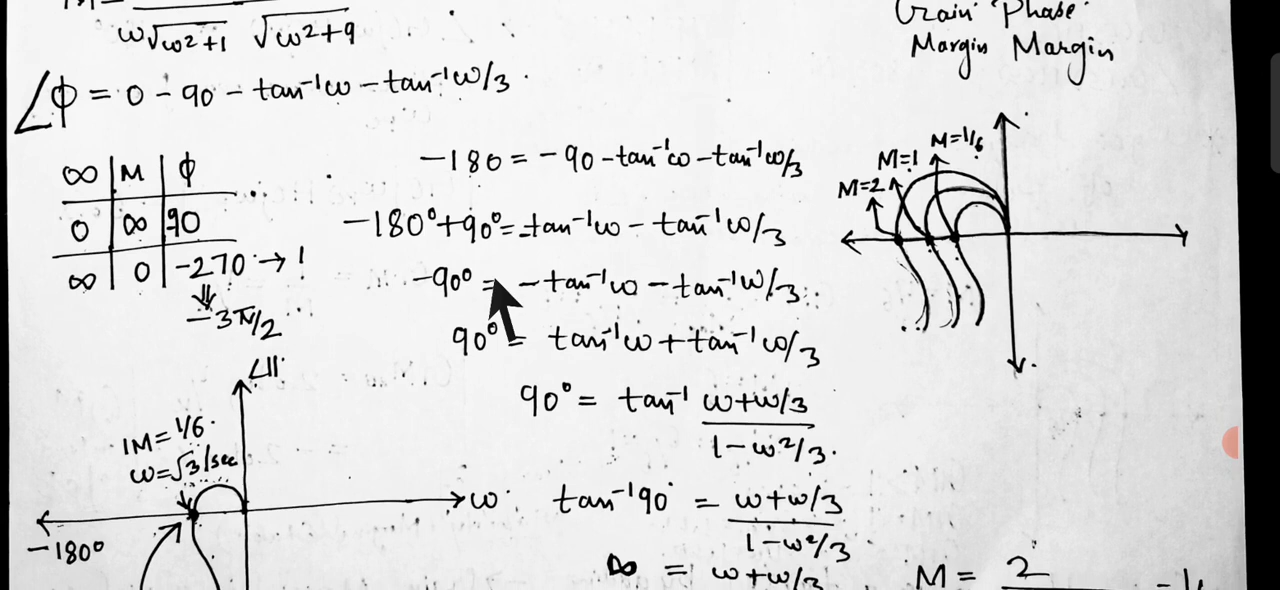 ω√ω²+1 √ω²+9
∠ϕ = 0 - 90 - tan⁻¹ω - tan⁻¹ω/3 .
Gain Phase
Margin Margin
∞ | M | ϕ
0 | ∞ | 90
∞ | 0 | -270 → !
⇓
-3π/2
-180 = -90 - tan⁻¹ω - tan⁻¹ω/3
-180° + 90° = -tan⁻¹ω - tan⁻¹ω/3
-90° = -tan⁻¹ω - tan⁻¹ω/3
90° = tan⁻¹ω + tan⁻¹ω/3
90° = tan⁻¹ ω+ω/3
1-ω²/3.
tan⁻¹90° = ω+ω/3
1-ω²/3
∞ = ω+ω/3
M = 2
M=2 M=1 M=1/6
IM = 1/6.
ω=√3/sec
ω.
-180°